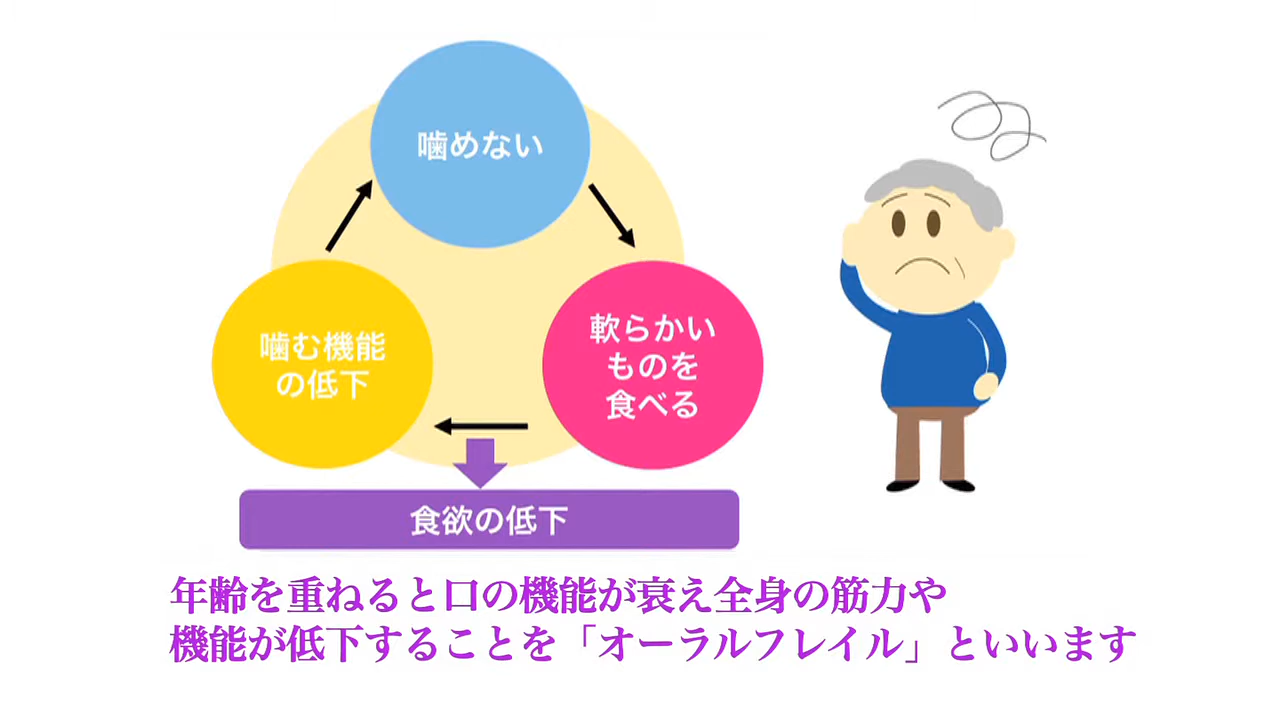 噛めない
軟らかい
ものを
食べる
噛む機能
の低下
食欲の低下
年齢を重ねると口の機能が衰え全身の筋力や
機能が低下することを「オーラルフレイル」といいます